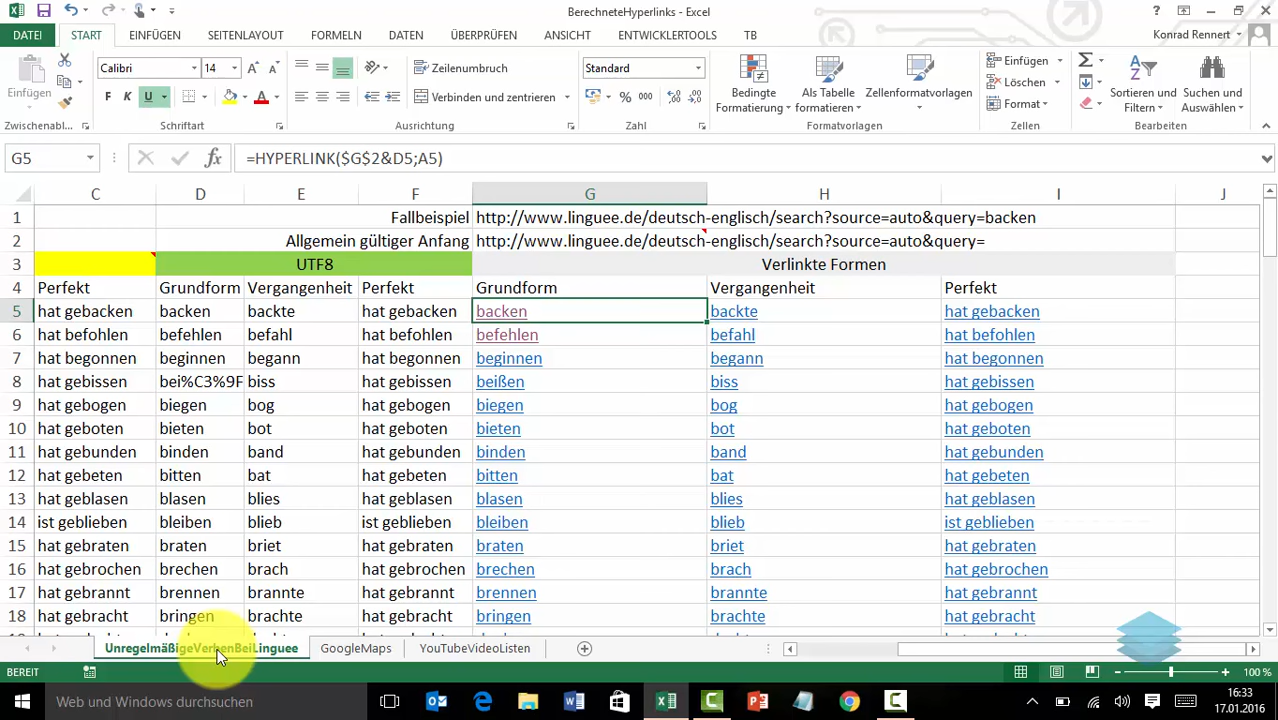 BerechneteHyperlinks - Excel
DATEI START EINFÜGEN SEITENLAYOUT FORMELN DATEN ÜBERPRÜFEN ANSICHT ENTWICKLERTOOLS TB Konrad Rennert
Einfügen
Calibri 14
F K U
Zeilenumbruch
Verbinden und zentrieren
Standard
% 000
Bedingte Formatierung
Als Tabelle formatieren
Zellenformatvorlagen
Einfügen
Löschen
Format
Sortieren und Filtern
Suchen und Auswählen
Zwischenabl... Schriftart Ausrichtung Zahl Formatvorlagen Zellen Bearbeiten
G5 fx =HYPERLINK($G$2&D5;A5)
C D E F G H I J
1 Fallbeispiel http://www.linguee.de/deutsch-englisch/search?source=auto&query=backen
2 Allgemein gültiger Anfang http://www.linguee.de/deutsch-englisch/search?source=auto&query=
3 UTF8 Verlinkte Formen
4 Perfekt Grundform Vergangenheit Perfekt Grundform Vergangenheit Perfekt
5 hat gebacken backen backte hat gebacken backen backte hat gebacken
6 hat befohlen befehlen befahl hat befohlen befehlen befahl hat befohlen
7 hat begonnen beginnen begann hat begonnen beginnen begann hat begonnen
8 hat gebissen bei%C3%9F biss hat gebissen beißen biss hat gebissen
9 hat gebogen biegen bog hat gebogen biegen bog hat gebogen
10 hat geboten bieten bot hat geboten bieten bot hat geboten
11 hat gebunden binden band hat gebunden binden band hat gebunden
12 hat gebeten bitten bat hat gebeten bitten bat hat gebeten
13 hat geblasen blasen blies hat geblasen blasen blies hat geblasen
14 ist geblieben bleiben blieb ist geblieben bleiben blieb ist geblieben
15 hat gebraten braten briet hat gebraten braten briet hat gebraten
16 hat gebrochen brechen brach hat gebrochen brechen brach hat gebrochen
17 hat gebrannt brennen brannte hat gebrannt brennen brannte hat gebrannt
18 hat gebracht bringen brachte hat gebracht bringen brachte hat gebracht
UnregelmäßigeVerbenBeiLinguee GoogleMaps YouTubeVideoListen
BEREIT 100 %
Web und Windows durchsuchen
16:33
17.01.2016